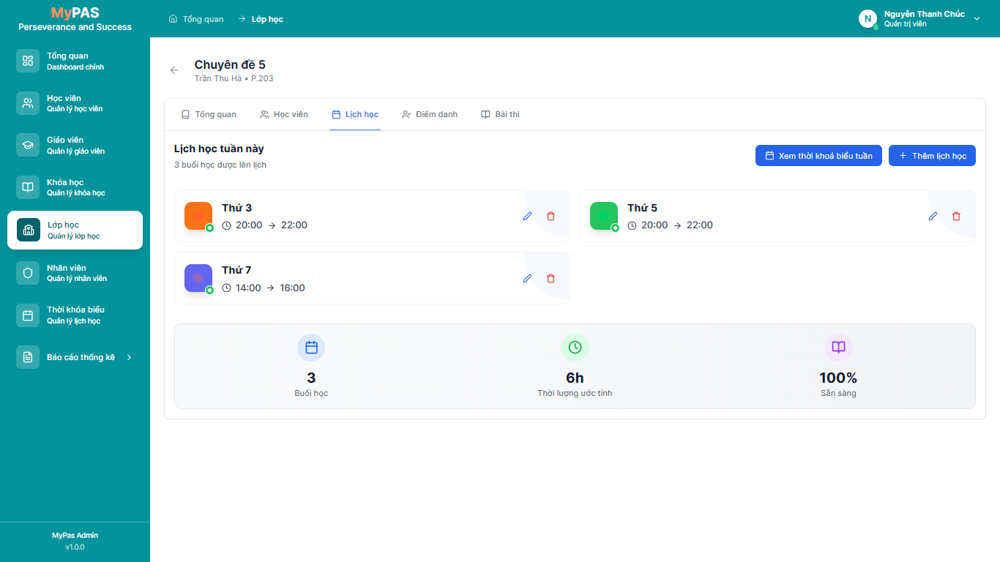 MyPAS
Perseverance and Success
Tổng quan
Dashboard chính
Học viên
Quản lý học viên
Giáo viên
Quản lý giáo viên
Khóa học
Quản lý khóa học
Lớp học
Quản lý lớp học
Nhân viên
Quản lý nhân viên
Thời khóa biểu
Quản lý lịch học
Báo cáo thống kê
MyPas Admin
v1.0.0
Tổng quan → Lớp học
N
Nguyễn Thanh Chúc
Quản trị viên
Chuyên đề 5
Trần Thu Hà • P.203
Tổng quan Học viên Lịch học Điểm danh Bài thi
Lịch học tuần này
3 buổi học được lên lịch
Xem thời khoá biểu tuần
+ Thêm lịch học
Thứ 3
20:00 → 22:00
Thứ 5
20:00 → 22:00
Thứ 7
14:00 → 16:00
3
Buổi học
6h
Thời lượng ước tính
100%
Sẵn sàng